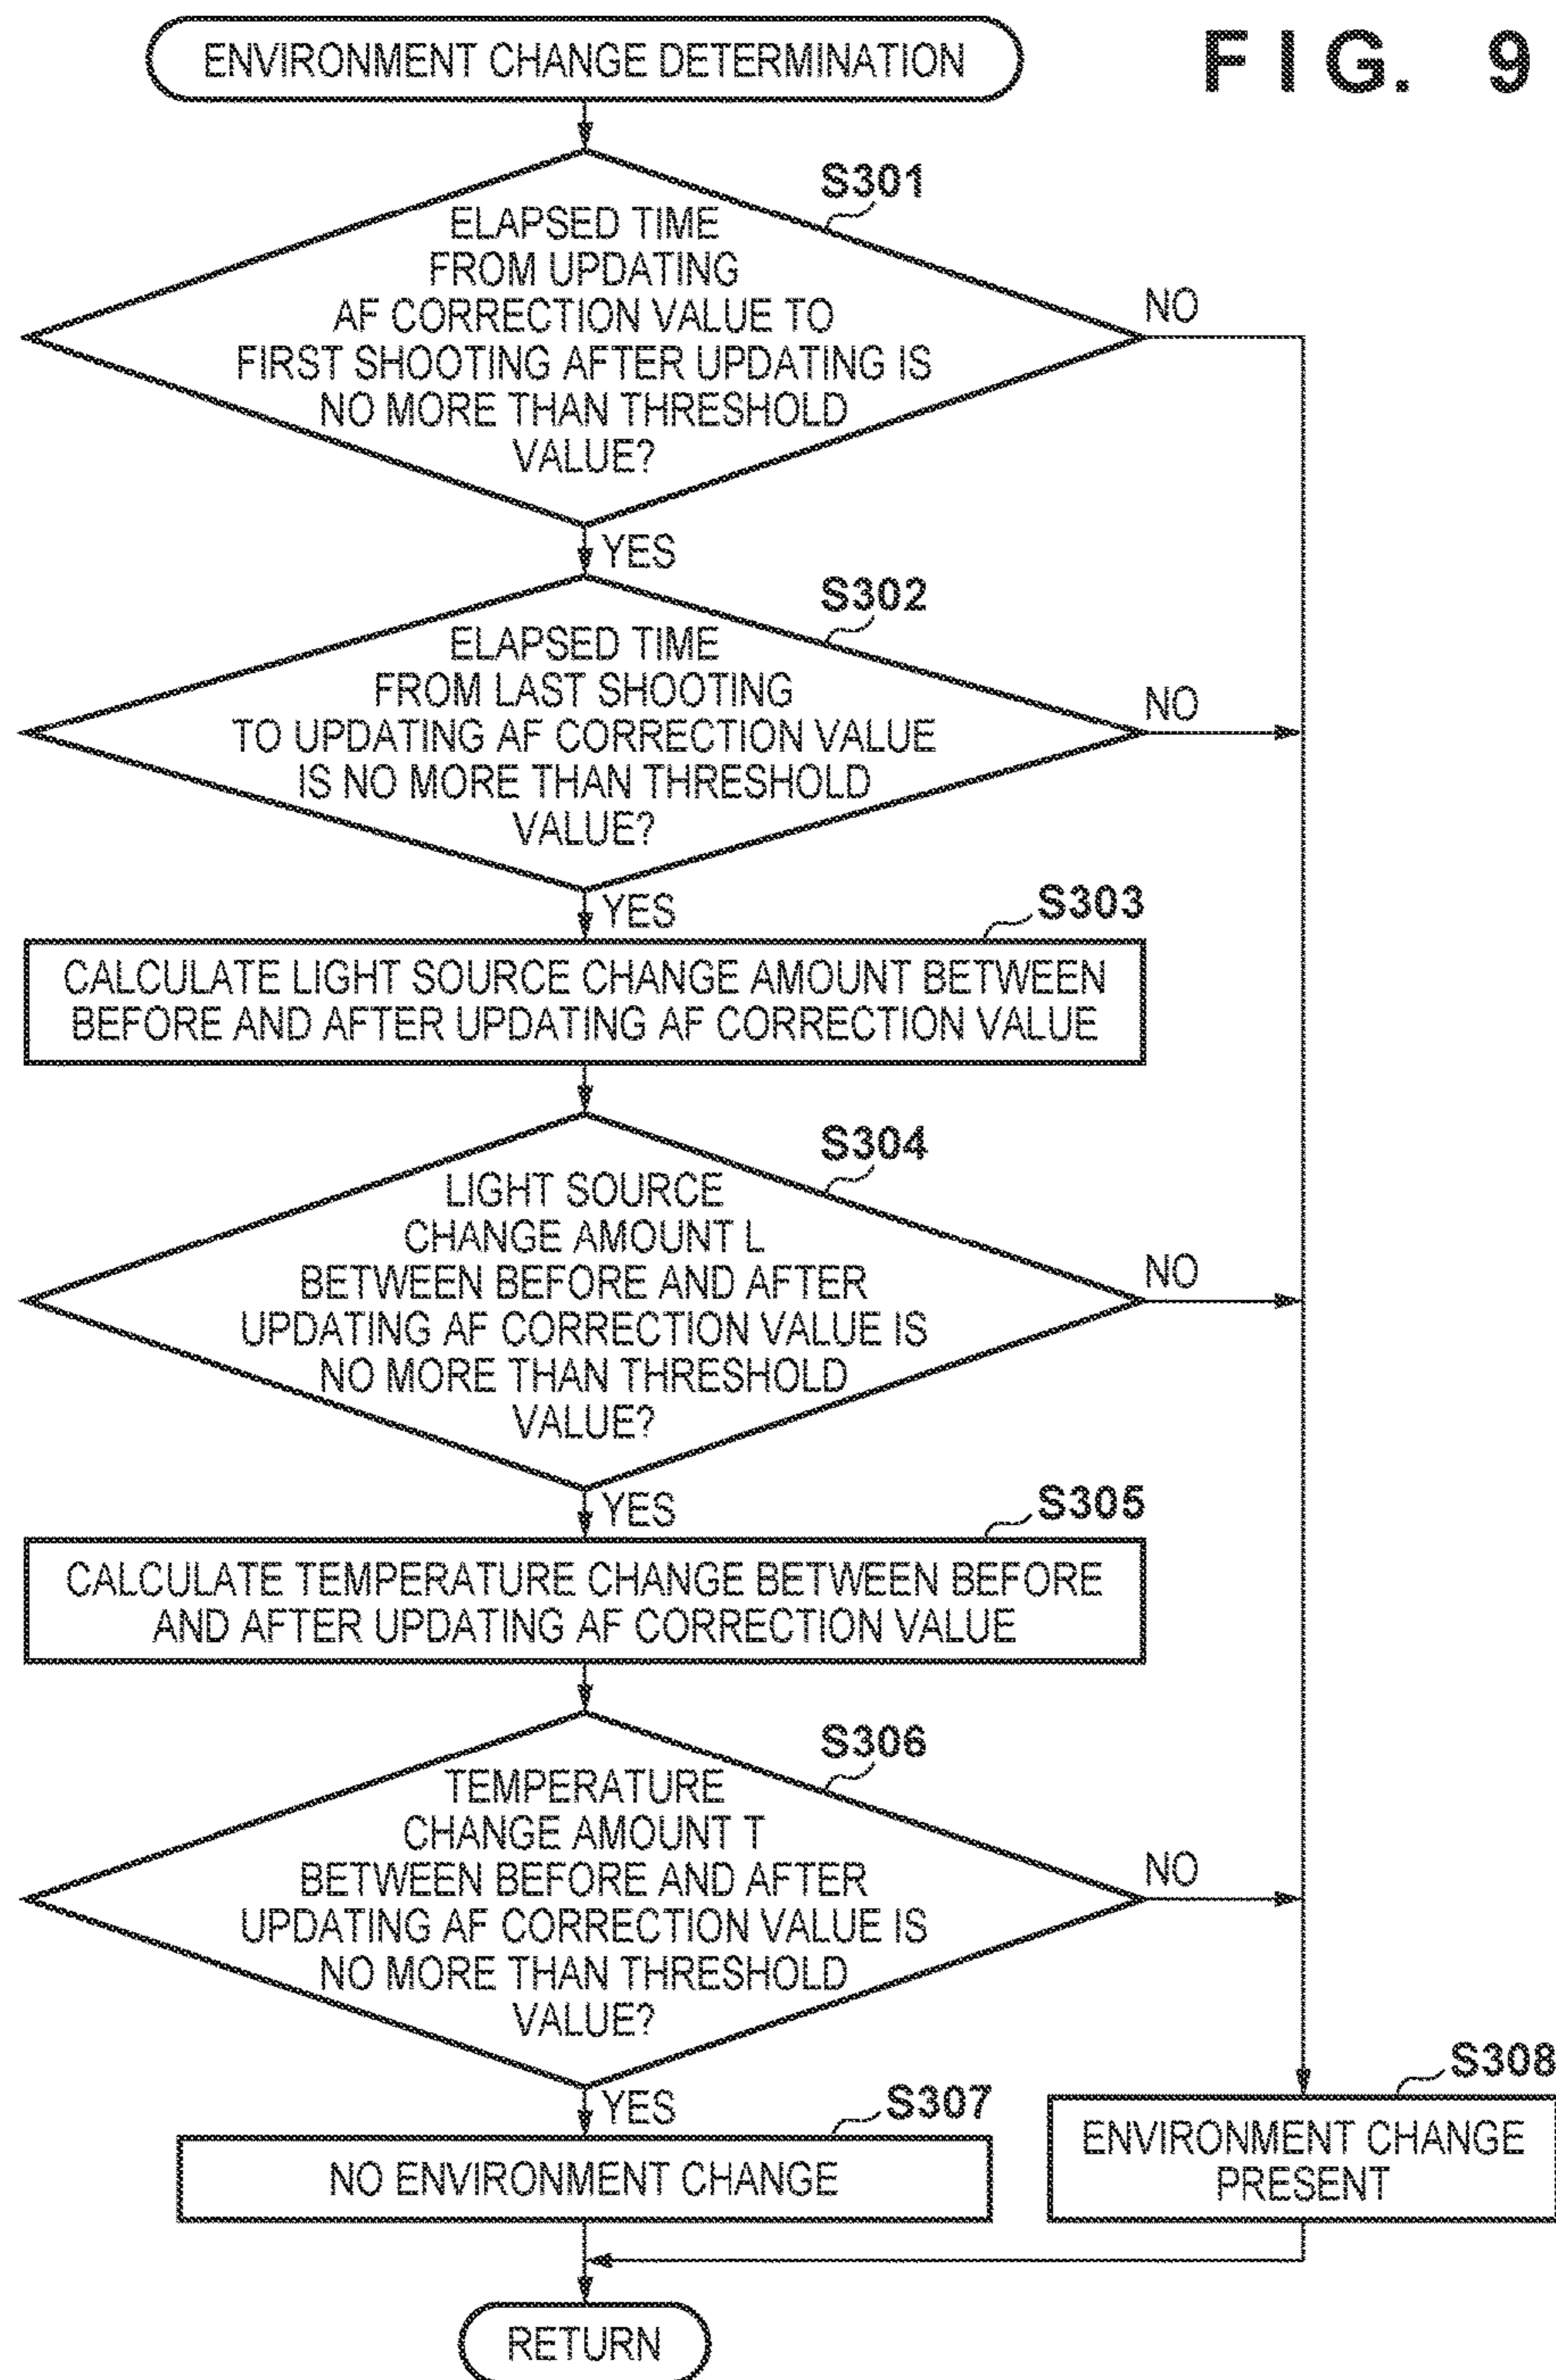 FIG. 9
ENVIRONMENT CHANGE DETERMINATION
S301
ELAPSED TIME
FROM UPDATING
AF CORRECTION VALUE TO
FIRST SHOOTING AFTER UPDATING IS
NO MORE THAN THRESHOLD
VALUE?
NO
YES
S302
ELAPSED TIME
FROM LAST SHOOTING
TO UPDATING AF CORRECTION VALUE
IS NO MORE THAN THRESHOLD
VALUE?
NO
YES
S303
CALCULATE LIGHT SOURCE CHANGE AMOUNT BETWEEN
BEFORE AND AFTER UPDATING AF CORRECTION VALUE
S304
LIGHT SOURCE
CHANGE AMOUNT L
BETWEEN BEFORE AND AFTER
UPDATING AF CORRECTION VALUE IS
NO MORE THAN THRESHOLD
VALUE?
NO
YES
S305
CALCULATE TEMPERATURE CHANGE BETWEEN BEFORE
AND AFTER UPDATING AF CORRECTION VALUE
S306
TEMPERATURE
CHANGE AMOUNT T
BETWEEN BEFORE AND AFTER
UPDATING AF CORRECTION VALUE IS
NO MORE THAN THRESHOLD
VALUE?
NO
YES
S307
NO ENVIRONMENT CHANGE
S308
ENVIRONMENT CHANGE
PRESENT
RETURN